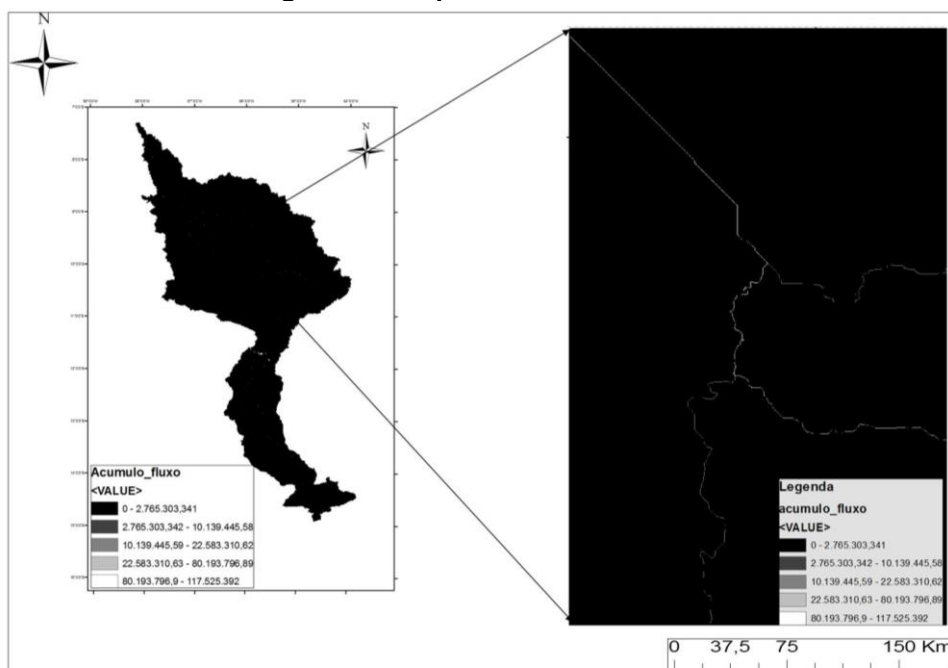 N
N
Acumulo_fluxo
<VALUE>
0 - 2.765.303,341
2.765.303,342 - 10.139.445,58
10.139.445,59 - 22.583.310,62
22.583.310,63 - 80.193.796,89
80.193.796,9 - 117.525.392
Legenda
acumulo_fluxo
<VALUE>
0 - 2.765.303,341
2.765.303,342 - 10.139.445,58
10.139.445,59 - 22.583.310,62
22.583.310,63 - 80.193.796,89
80.193.796,9 - 117.525.392
0 37,5 75 150 Km